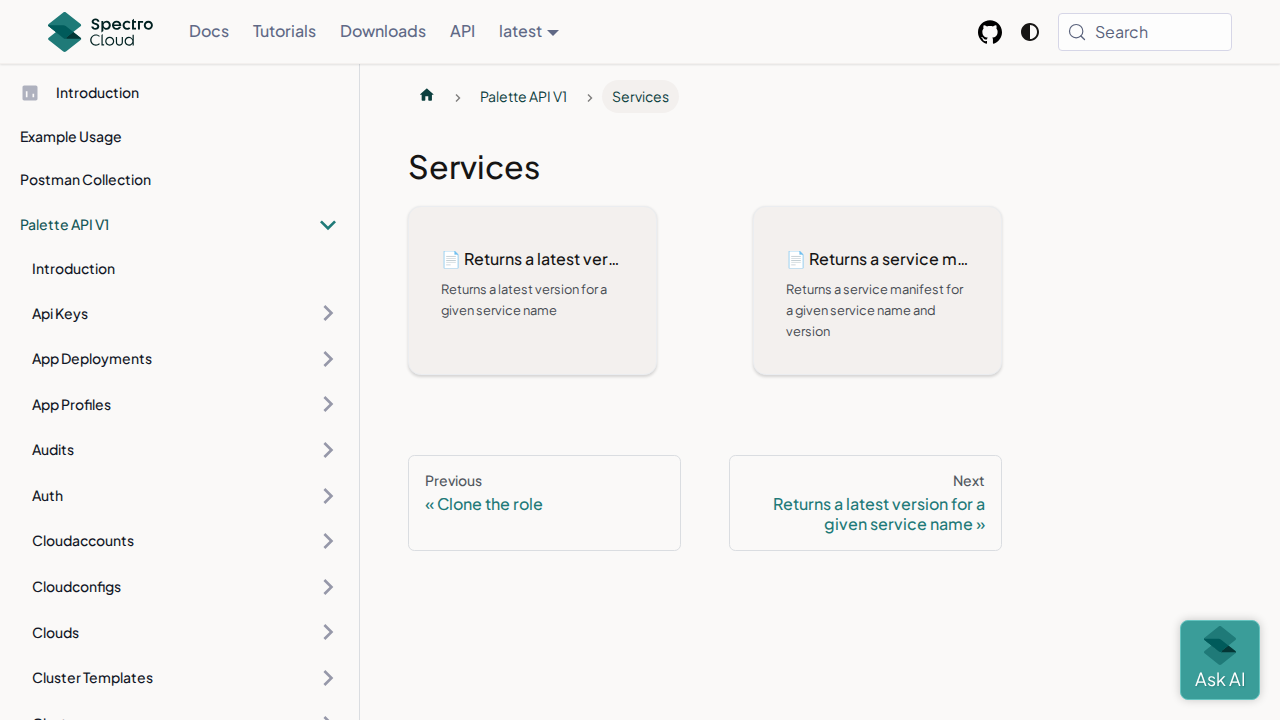 Spectro
Cloud
Docs
Tutorials
Downloads
API
latest
Search
Introduction
Example Usage
Postman Collection
Palette API V1
Introduction
Api Keys
App Deployments
App Profiles
Audits
Auth
Cloudaccounts
Cloudconfigs
Clouds
Cluster Templates
Palette API V1
Services
Services
📄️ Returns a latest ver…
Returns a latest version for a
given service name
📄️ Returns a service m…
Returns a service manifest for
a given service name and
version
Previous
« Clone the role
Next
Returns a latest version for a
given service name »
Ask AI